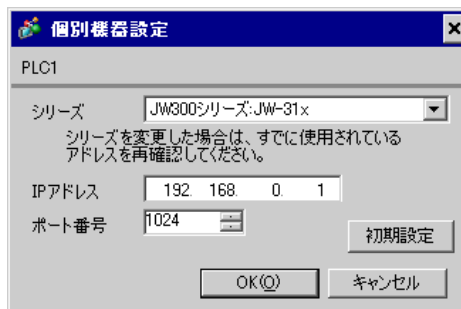 個別機器設定
PLC1
シリーズ JW300シリーズ:JW-31x
シリーズを変更した場合は、すでに使用されている
アドレスを再確認してください。
IPアドレス 192. 168. 0. 1
ポート番号 1024
初期設定
OK(O) キャンセル